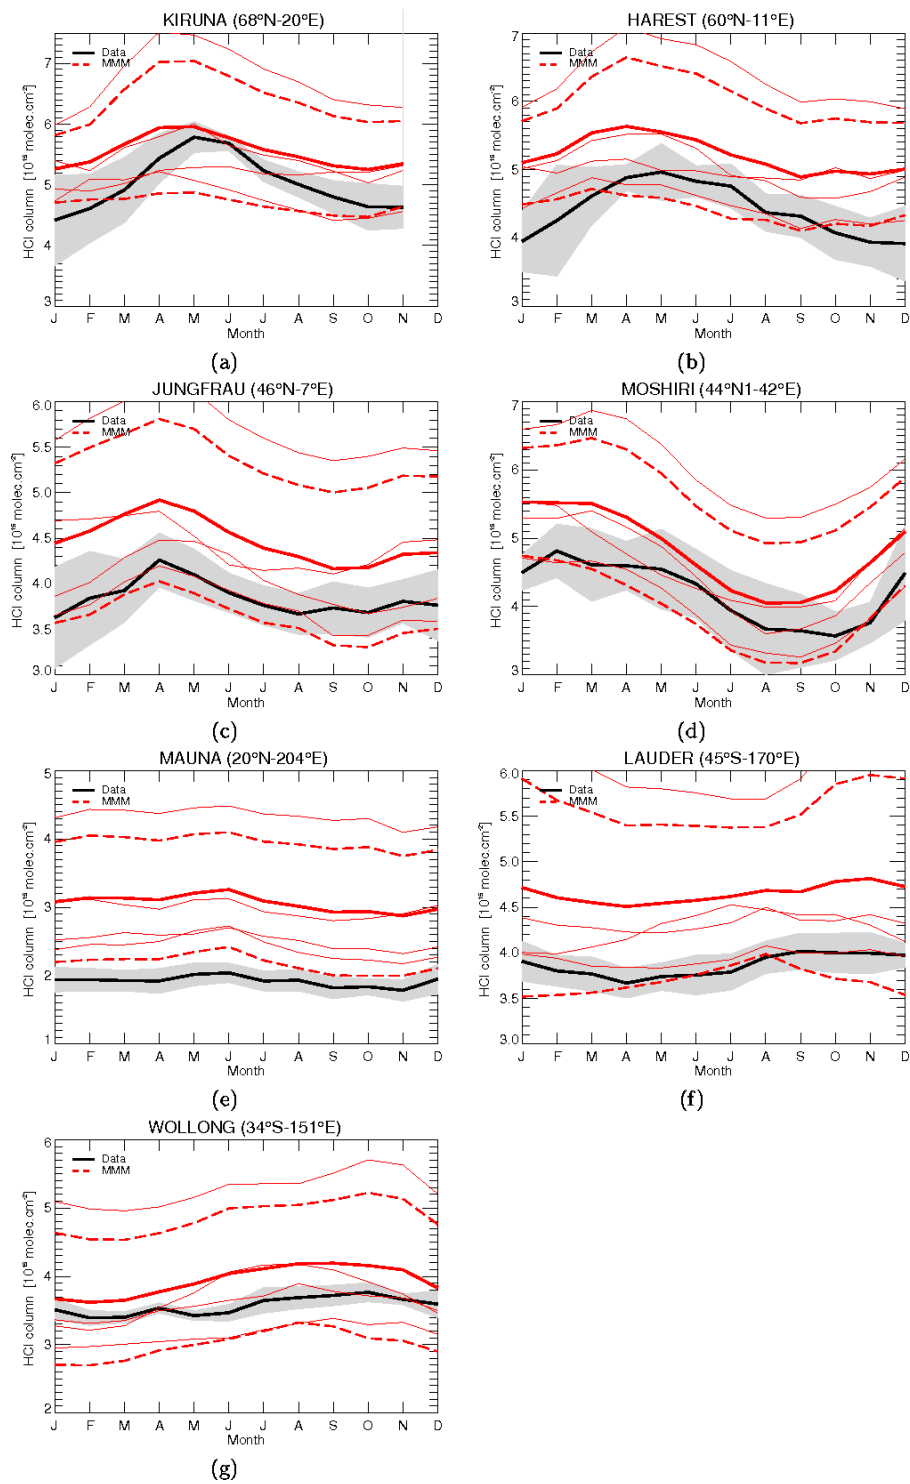 KIRUNA (68°N-20°E)
HCl column [10¹⁵ molec.cm⁻²]
Data
MMM
7
6
5
4
3
J F M A M J J A S O N D
Month
(a)
HAREST (60°N-11°E)
HCl column [10¹⁵ molec.cm⁻²]
Data
MMM
7
6
5
4
3
J F M A M J J A S O N D
Month
(b)
JUNGFRAU (46°N-7°E)
HCl column [10¹⁵ molec.cm⁻²]
Data
MMM
6.0
5.5
5.0
4.5
4.0
3.5
3.0
J F M A M J J A S O N D
Month
(c)
MOSHIRI (44°N1-42°E)
HCl column [10¹⁵ molec.cm⁻²]
Data
MMM
7
6
5
4
3
J F M A M J J A S O N D
Month
(d)
MAUNA (20°N-204°E)
HCl column [10¹⁵ molec.cm⁻²]
Data
MMM
5
4
3
2
1
J F M A M J J A S O N D
Month
(e)
LAUDER (45°S-170°E)
HCl column [10¹⁵ molec.cm⁻²]
Data
MMM
6.0
5.5
5.0
4.5
4.0
3.5
3.0
J F M A M J J A S O N D
Month
(f)
WOLLONG (34°S-151°E)
HCl column [10¹⁵ molec.cm⁻²]
Data
MMM
6
5
4
3
2
J F M A M J J A S O N D
Month
(g)